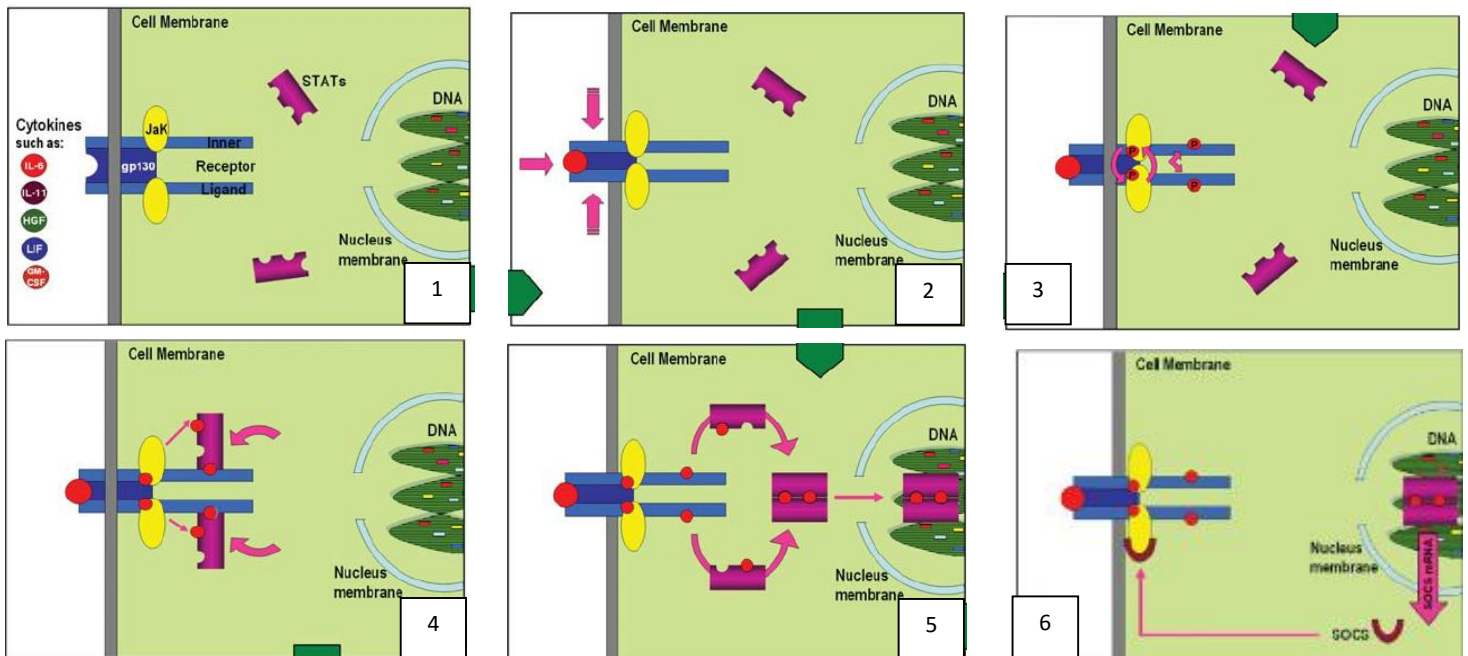 Cell Membrane
STATs
DNA
Cytokines
such as:
JaK
Inner
IL-6
gp130
Receptor
IL-11
Ligand
HGF
LIF
Nucleus
membrane
GM-
CSF
1
Cell Membrane
DNA
Nucleus
membrane
2
Cell Membrane
DNA
P
P
P
P
Nucleus
membrane
3
Cell Membrane
DNA
Nucleus
membrane
4
Cell Membrane
DNA
Nucleus
membrane
5
Cell Membrane
DNA
Nucleus
membrane
SOCS mRNA
SOCS
6